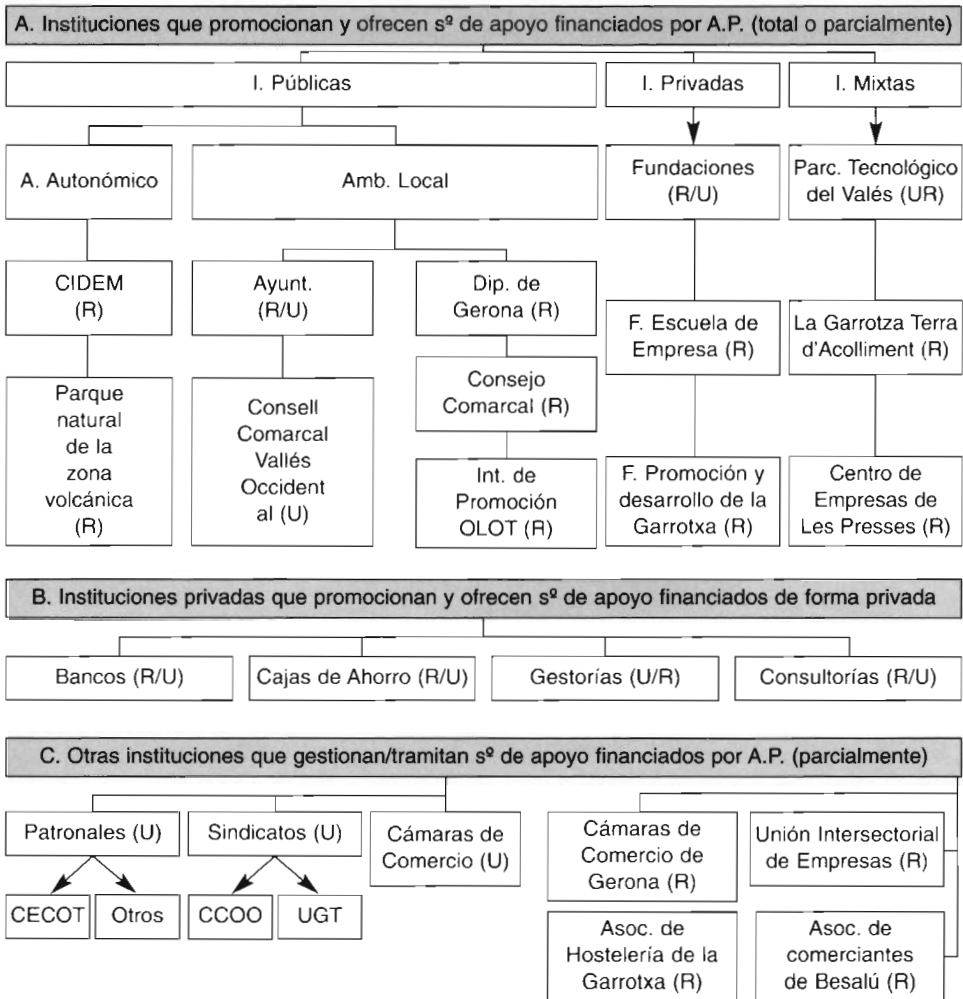 A. Instituciones que promocionan y ofrecen sº de apoyo financiados por A.P. (total o parcialmente)
I. Públicas
I. Privadas
I. Mixtas
A. Autonómico
Amb. Local
Fundaciones
(R/U)
Parc. Tecnológico
del Valés (UR)
CIDEM
(R)
Ayunt.
(R/U)
Dip. de
Gerona (R)
F. Escuela de
Empresa (R)
La Garrotza Terra
d'Acolliment (R)
Parque
natural
de la
zona
volcánica
(R)
Consell
Comarcal
Vallés
Occident
al (U)
Consejo
Comarcal (R)
Int. de
Promoción
OLOT (R)
F. Promoción y
desarrollo de la
Garrotxa (R)
Centro de
Empresas de
Les Presses (R)
B. Instituciones privadas que promocionan y ofrecen sº de apoyo financiados de forma privada
Bancos (R/U)
Cajas de Ahorro (R/U)
Gestorías (U/R)
Consultorías (R/U)
C. Otras instituciones que gestionan/tramitan sº de apoyo financiados por A.P. (parcialmente)
Patronales (U)
Sindicatos (U)
Cámaras de
Comercio (U)
Cámaras de
Comercio de
Gerona (R)
Unión Intersectorial
de Empresas (R)
CECOT
Otros
CCOO
UGT
Asoc. de
Hostelería de la
Garrotxa (R)
Asoc. de
comerciantes
de Besalú (R)